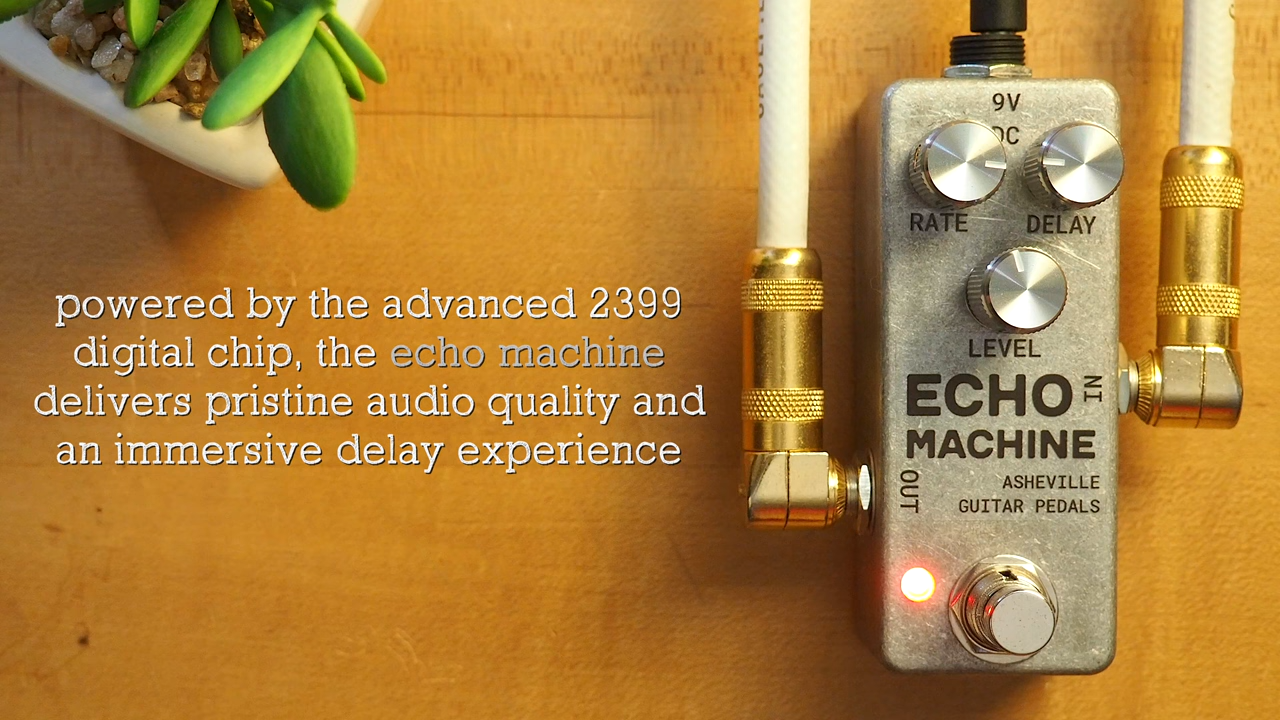 powered by the advanced 2399
digital chip, the echo machine
delivers pristine audio quality and
an immersive delay experience
9V
DC
RATE
DELAY
LEVEL
ECHO
IN
MACHINE
OUT
ASHEVILLE
GUITAR PEDALS